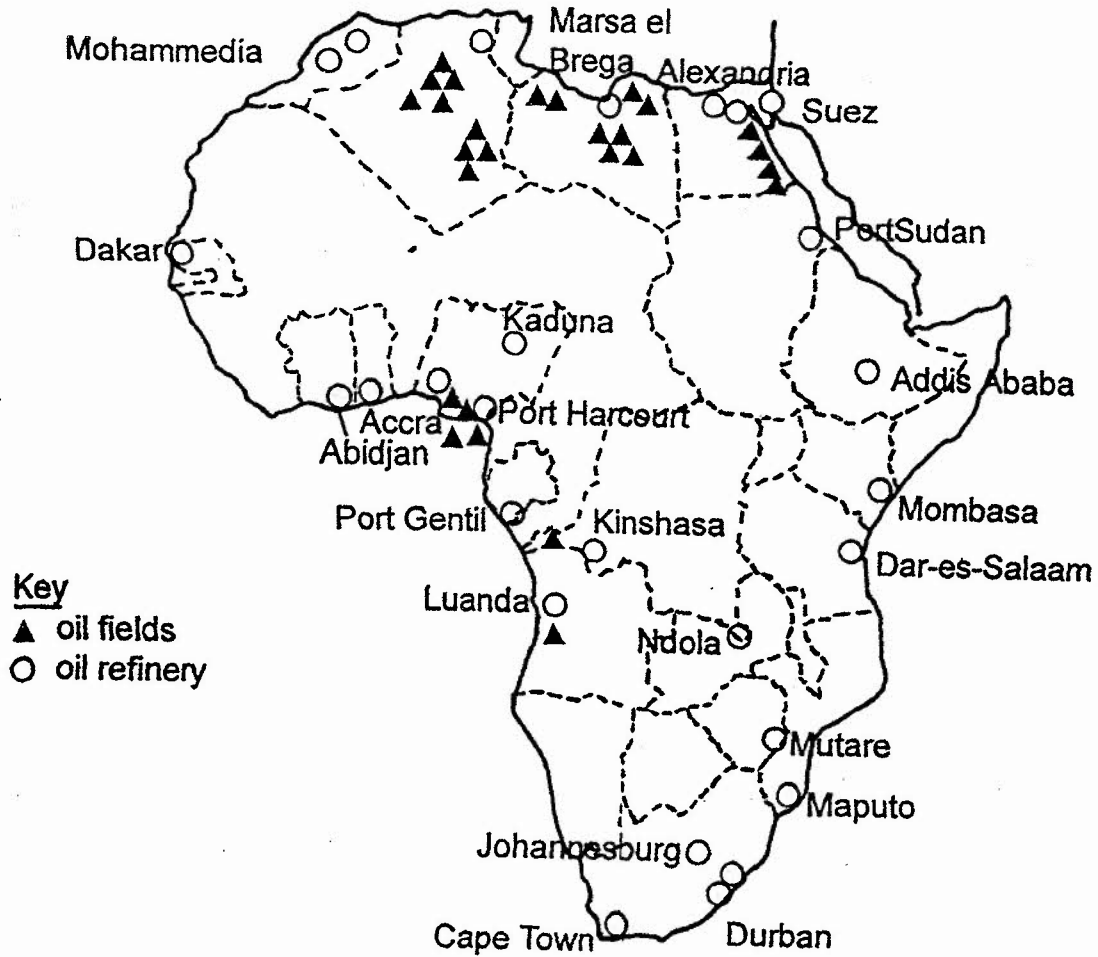 Marsa el
Brega
Mohammedia
Alexandria
Suez
Dakar
PortSudan
Kaduna
Addis Ababa
Accra
Port Harcourt
Abidjan
Port Gentil
Kinshasa
Mombasa
Dar-es-Salaam
Key
oil fields
oil refinery
Luanda
Ndola
Mutare
Maputo
Johannesburg
Cape Town
Durban